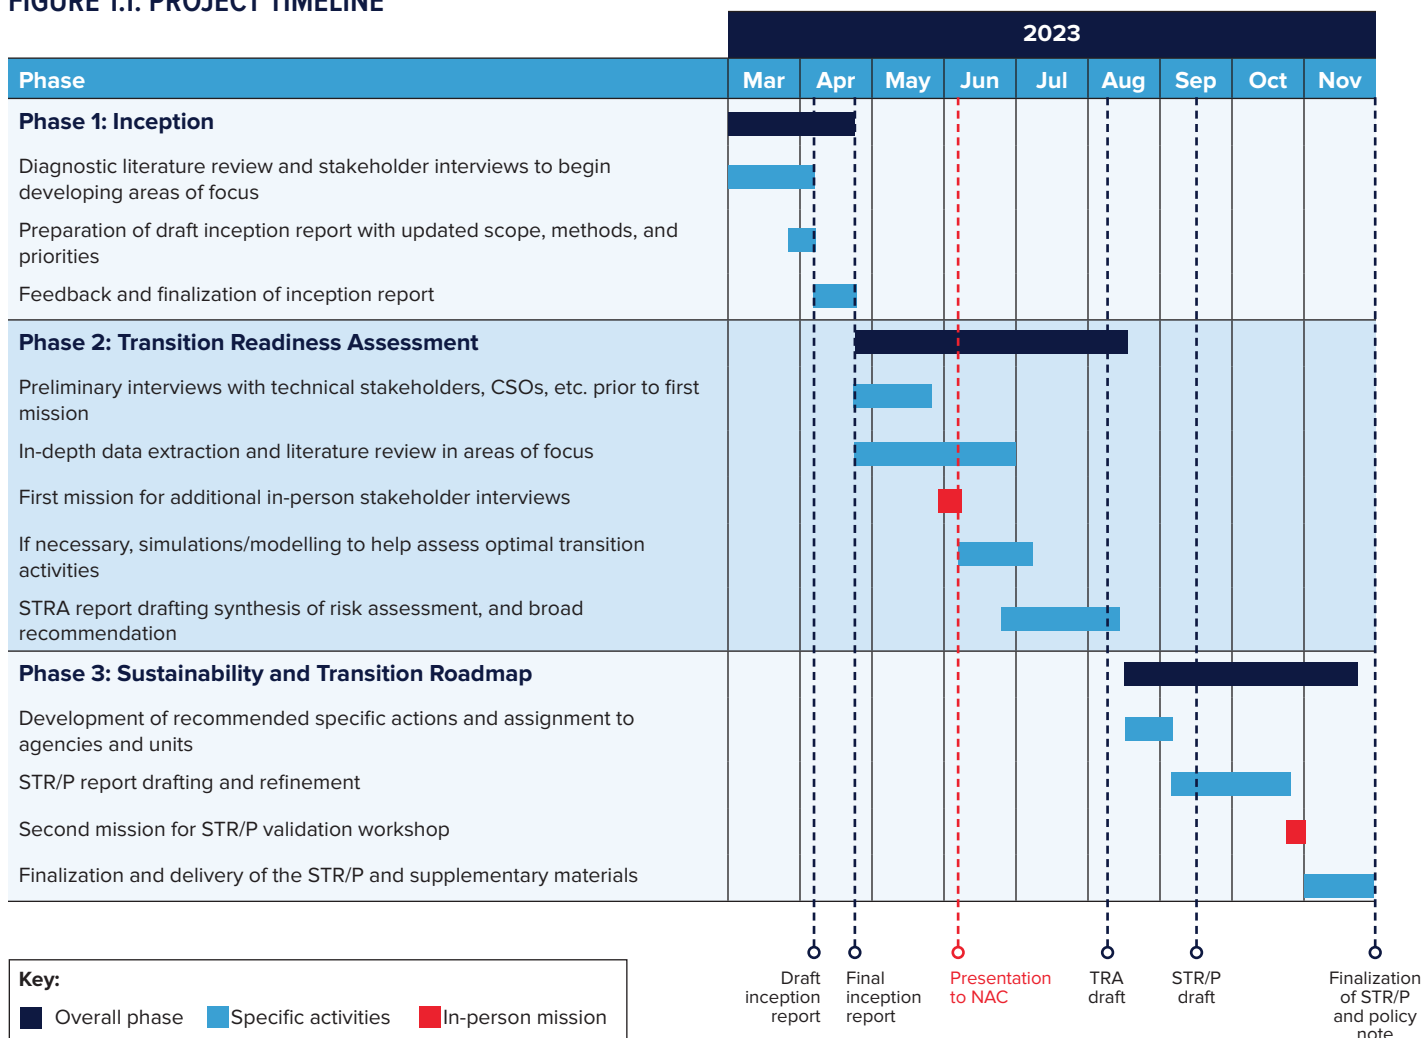 FIGURE 1.1. PROJECT TIMELINE
2023
Phase Mar Apr May Jun Jul Aug Sep Oct Nov
Phase 1: Inception
Diagnostic literature review and stakeholder interviews to begin
developing areas of focus
Preparation of draft inception report with updated scope, methods, and
priorities
Feedback and finalization of inception report
Phase 2: Transition Readiness Assessment
Preliminary interviews with technical stakeholders, CSOs, etc. prior to first
mission
In-depth data extraction and literature review in areas of focus
First mission for additional in-person stakeholder interviews
If necessary, simulations/modelling to help assess optimal transition
activities
STRA report drafting synthesis of risk assessment, and broad
recommendation
Phase 3: Sustainability and Transition Roadmap
Development of recommended specific actions and assignment to
agencies and units
STR/P report drafting and refinement
Second mission for STR/P validation workshop
Finalization and delivery of the STR/P and supplementary materials
Draft
inception
report
Final
inception
report
Presentation
to NAC
TRA
draft
STR/P
draft
Finalization
of STR/P
and policy
note
Key:
Overall phase Specific activities In-person mission